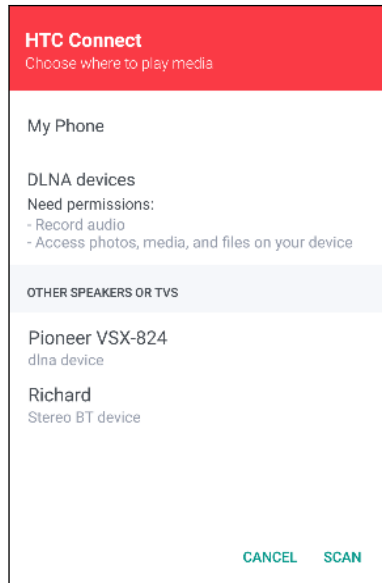 HTC Connect
Choose where to play media
My Phone
DLNA devices
Need permissions:
- Record audio
- Access photos, media, and files on your device
OTHER SPEAKERS OR TVS
Pioneer VSX-824
dlna device
Richard
Stereo BT device
CANCEL SCAN